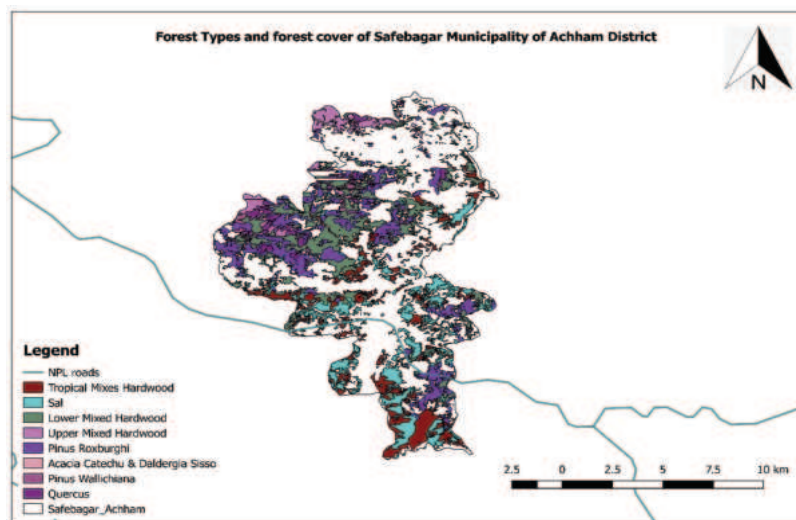 Forest Types and forest cover of Safebagar Municipality of Achham District
N
Legend
NPL roads
Tropical Mixes Hardwood
Sal
Lower Mixed Hardwood
Upper Mixed Hardwood
Pinus Roxburghi
Acacia Catechu & Daldergia Sisso
Pinus Wallichiana
Quercus
Safebagar_Achham
2.5 0 2.5 5 7.5 10 km